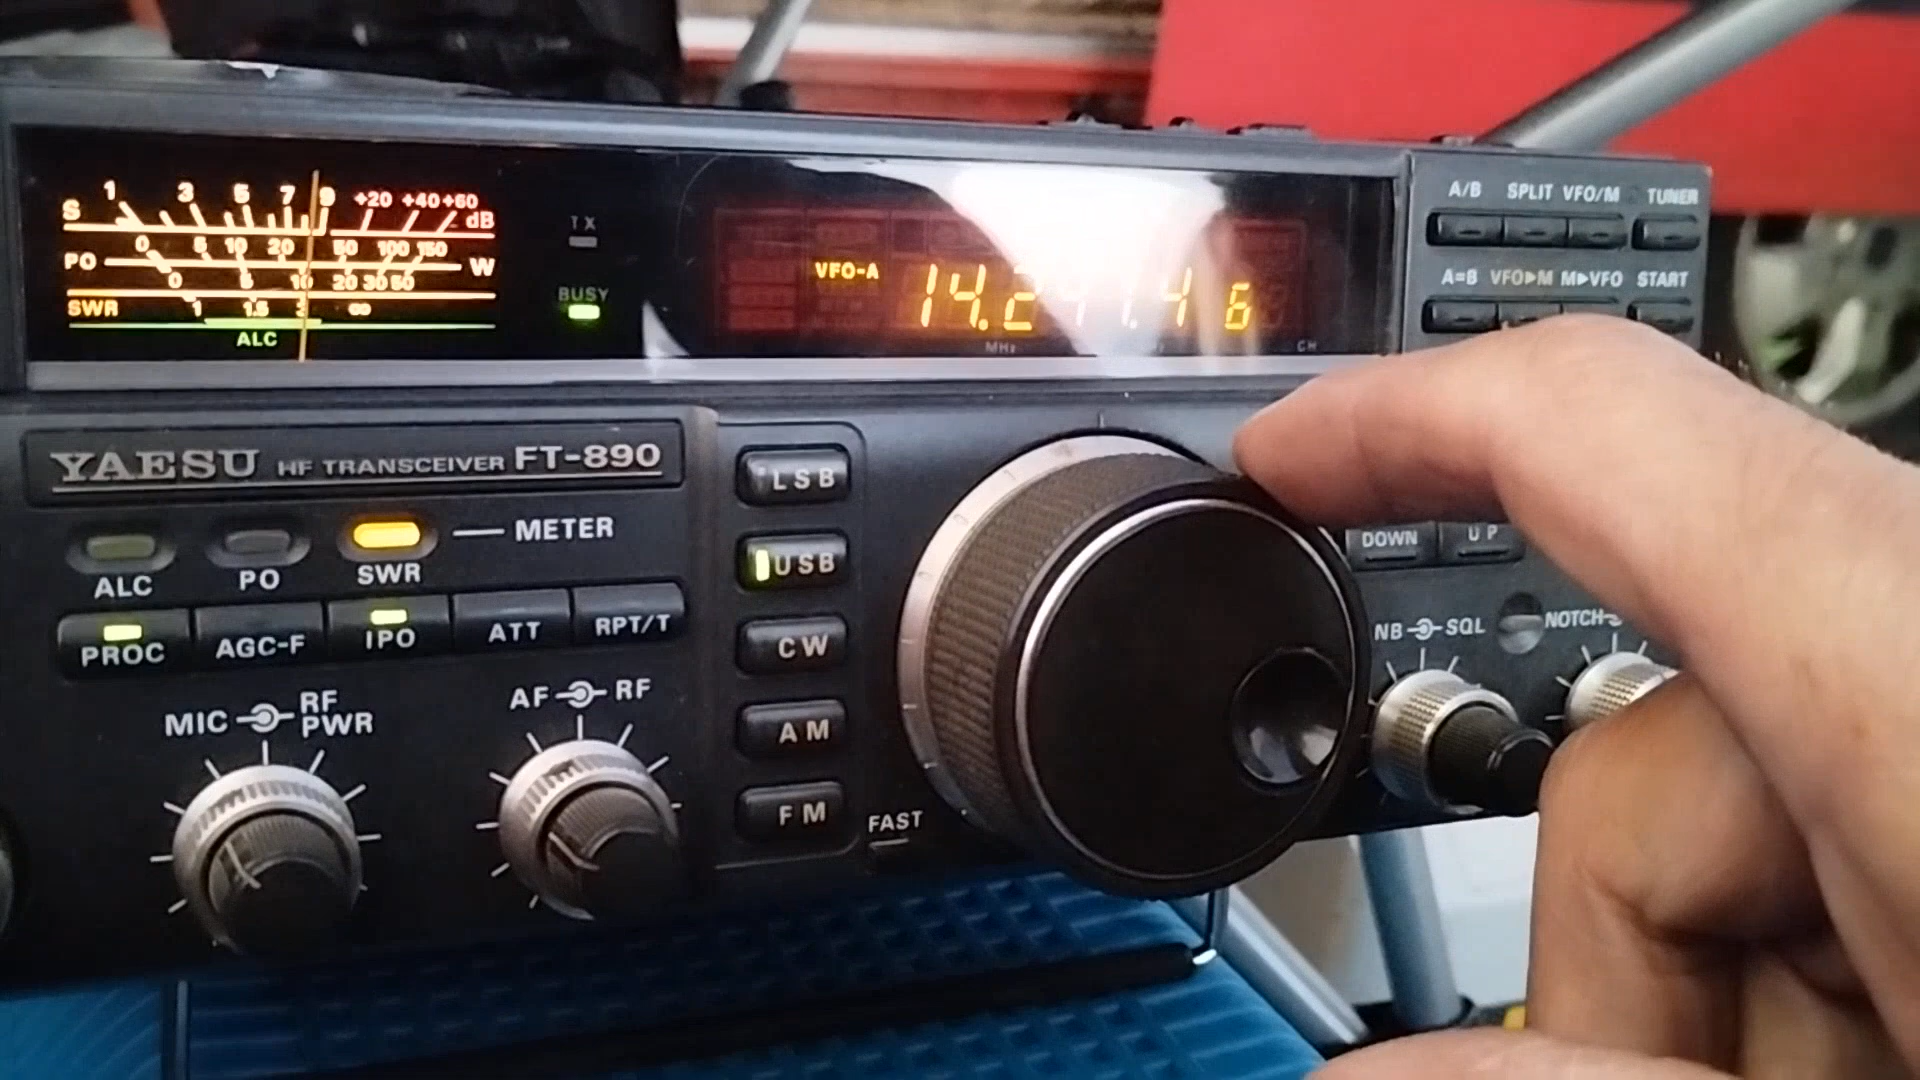 S 1 3 5 7 9 +20 +40 +60 dB
PO 0 5 10 20 50 100 150 W
0 5 10 20 30 50
SWR 1 1.5 3 ∞
ALC
TX
BUSY
VFO-A
MHz
CH
A/B SPLIT VFO/M TUNER
A=B VFO▶M M▶VFO START
YAESU HF TRANSCEIVER FT-890
ALC PO SWR METER
PROC AGC-F IPO ATT RPT/T
MIC RF PWR
AF RF
LSB
USB
CW
AM
FM
FAST
DOWN UP
NB SQL NOTCH